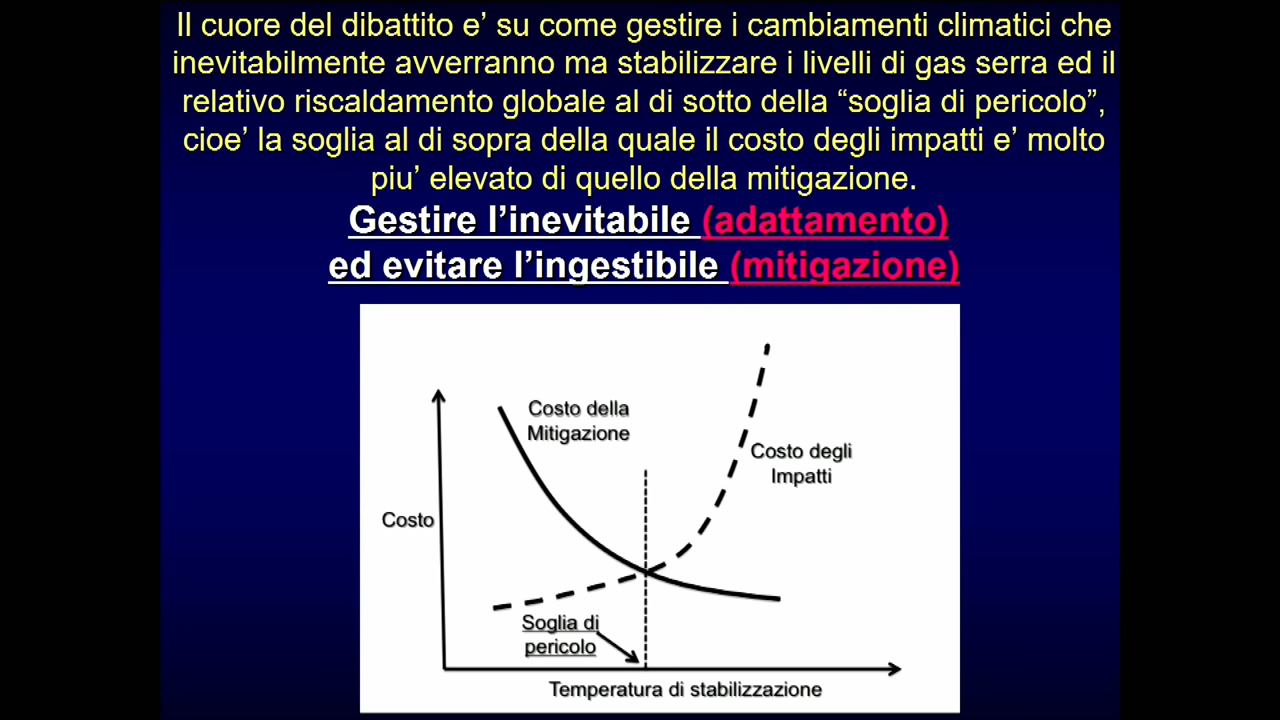 Il cuore del dibattito e’ su come gestire i cambiamenti climatici che
inevitabilmente avverranno ma stabilizzare i livelli di gas serra ed il
relativo riscaldamento globale al di sotto della “soglia di pericolo”,
cioe’ la soglia al di sopra della quale il costo degli impatti e’ molto
piu’ elevato di quello della mitigazione.
Gestire l’inevitabile (adattamento)
ed evitare l’ingestibile (mitigazione)
Costo della
Mitigazione
Costo degli
Impatti
Costo
Soglia di
pericolo
Temperatura di stabilizzazione